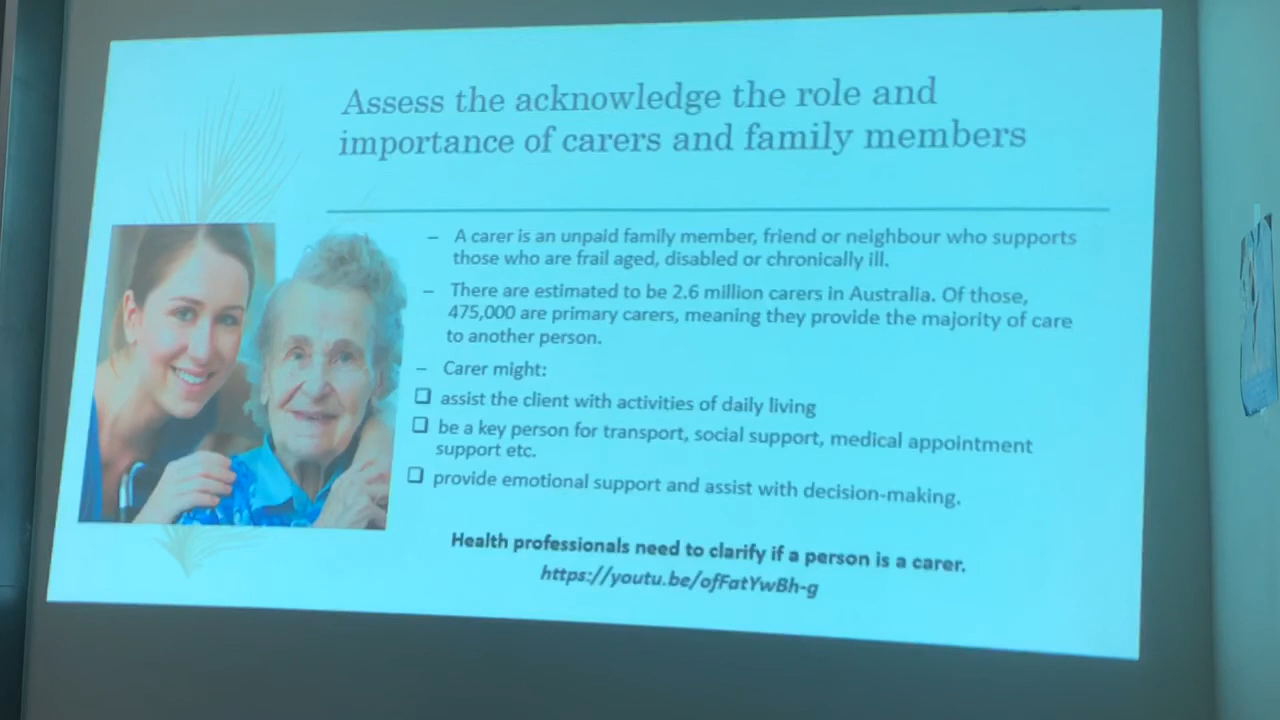 Assess the acknowledge the role and
importance of carers and family members
– A carer is an unpaid family member, friend or neighbour who supports
those who are frail aged, disabled or chronically ill.
– There are estimated to be 2.6 million carers in Australia. Of those,
475,000 are primary carers, meaning they provide the majority of care
to another person.
– Carer might:
❑ assist the client with activities of daily living
❑ be a key person for transport, social support, medical appointment
support etc.
❑ provide emotional support and assist with decision-making.
Health professionals need to clarify if a person is a carer.
https://youtu.be/ofFatYwBh-g